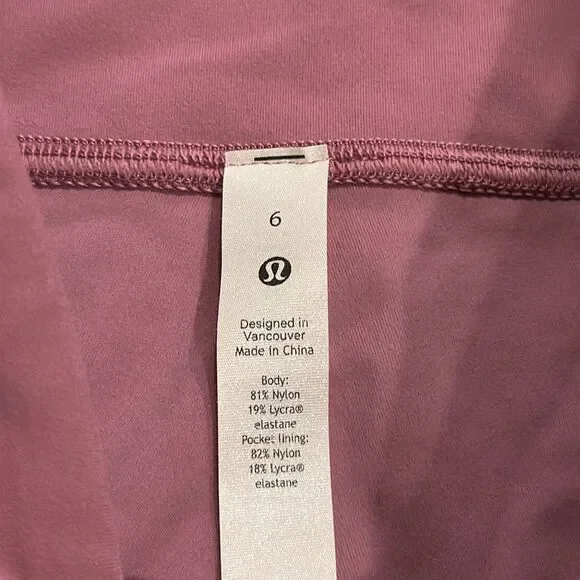 6
Designed in
Vancouver
Made in China
Body:
81% Nylon
19% Lycra®
elastane
Pocket lining:
82% Nylon
18% Lycra®
elastane